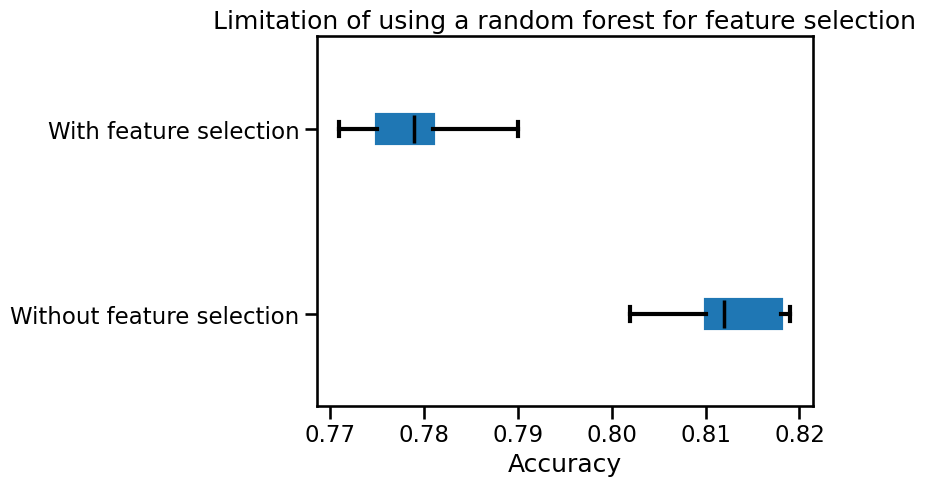 Limitation of using a random forest for feature selection
With feature selection
Without feature selection
0.77 0.78 0.79 0.80 0.81 0.82
Accuracy